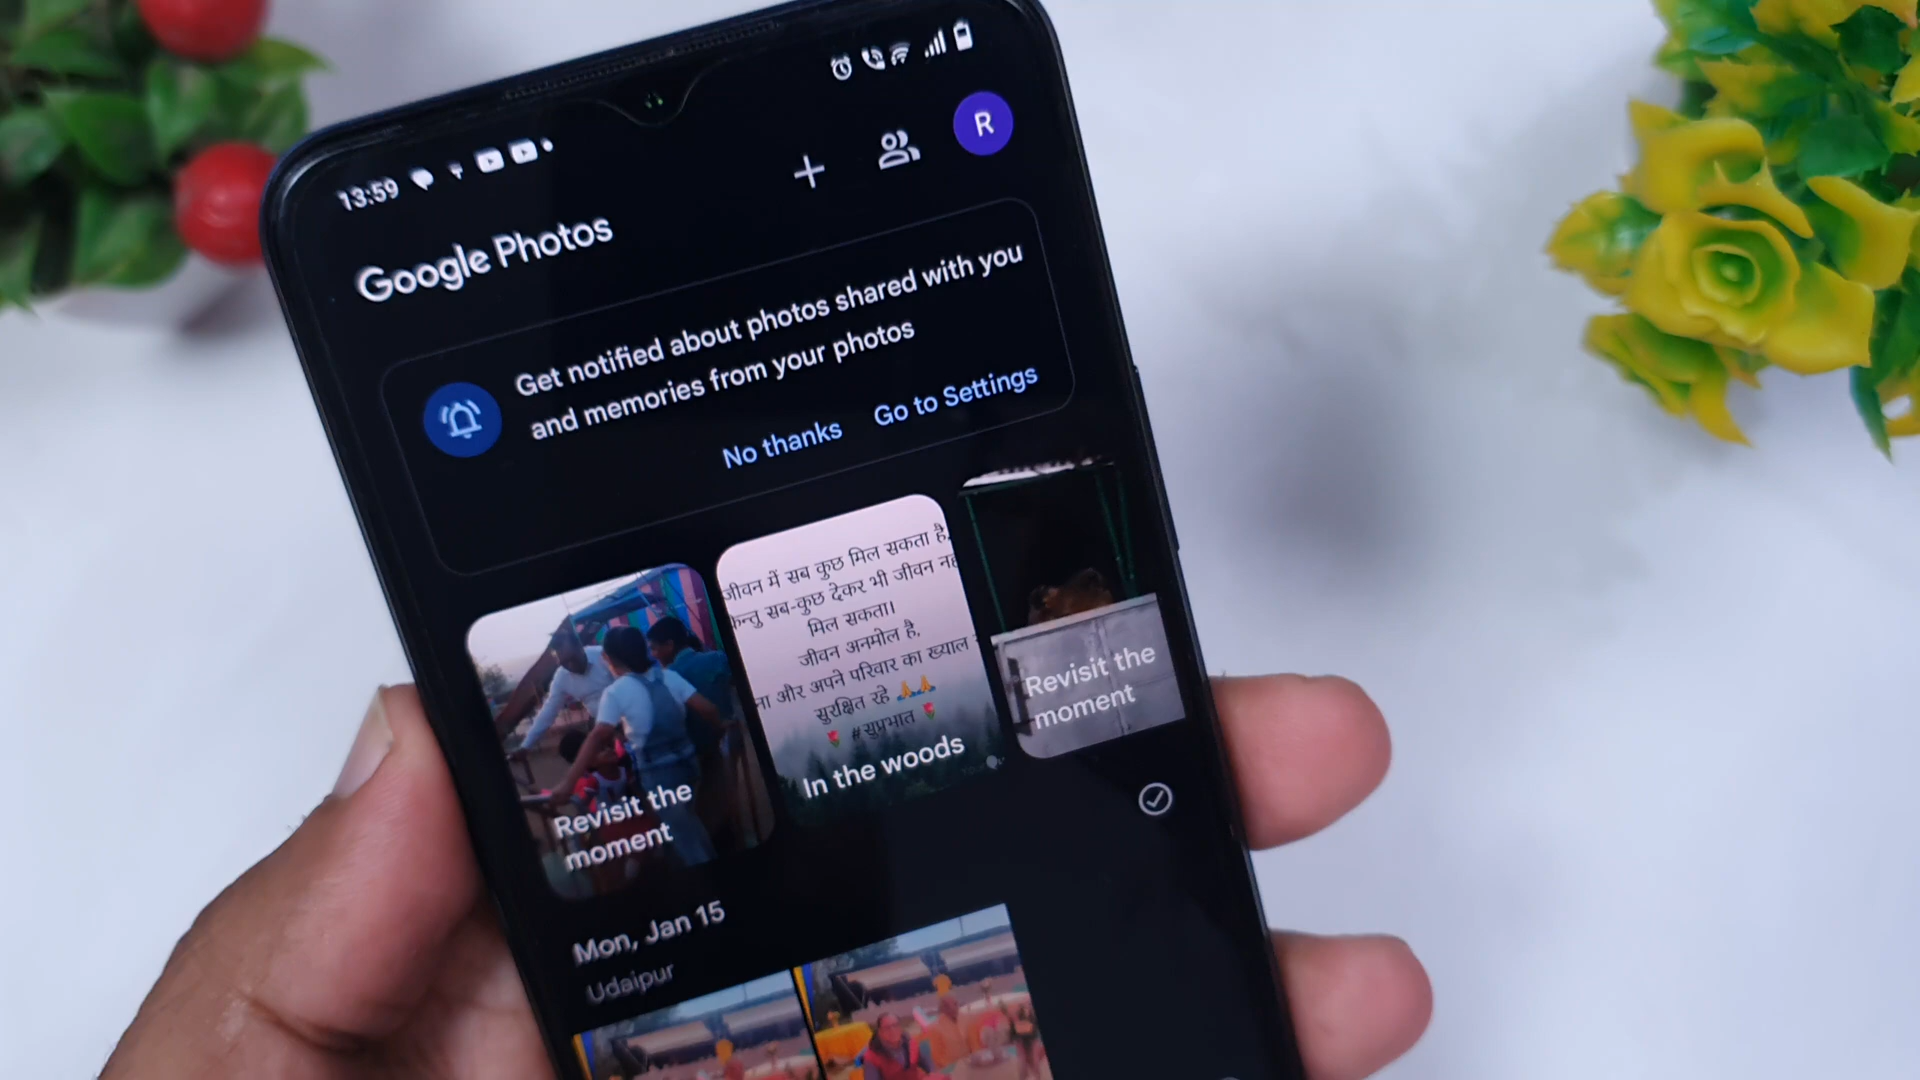 13:59
R
Google Photos
Get notified about photos shared with you
and memories from your photos
No thanks
Go to Settings
Revisit the
moment
जीवन में सब कुछ मिल सकता है,
सब-कुछ देकर भी जीवन
मिल सकता।
जीवन अनमोल है,
और अपने परिवार का ख्याल
सुरक्षित रहे 🙏🙏
🌹 #सुप्रभात 🌹
In the woods
Revisit the
moment
Mon, Jan 15
Udaipur